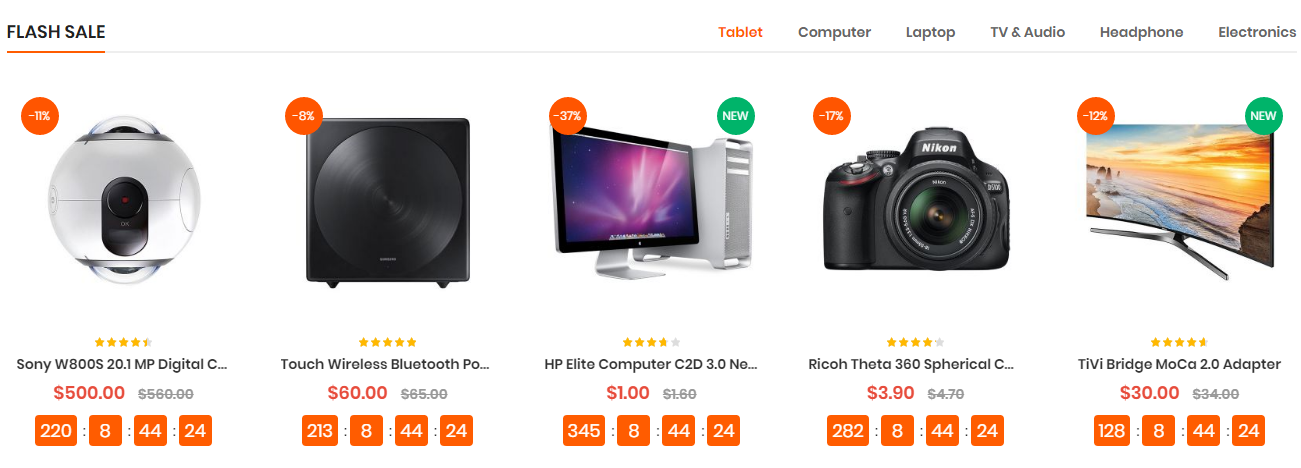 FLASH SALE
Tablet Computer Laptop TV & Audio Headphone Electronics
-11% -8% -37% NEW -17% -12% NEW
Nikon
Nikon
D5100
SAMSUNG
Sony W800S 20.1 MP Digital C... Touch Wireless Bluetooth Po... HP Elite Computer C2D 3.0 Ne... Ricoh Theta 360 Spherical C... TiVi Bridge MoCa 2.0 Adapter
$500.00 $560.00 $60.00 $65.00 $1.00 $1.60 $3.90 $4.70 $30.00 $34.00
220 : 8 : 44 : 24 213 : 8 : 44 : 24 345 : 8 : 44 : 24 282 : 8 : 44 : 24 128 : 8 : 44 : 24